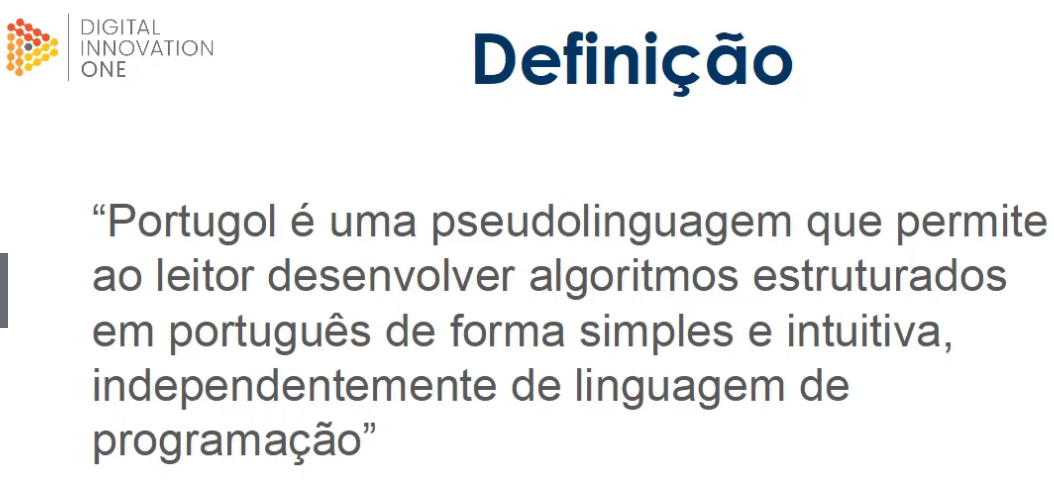 DIGITAL
INNOVATION
ONE
Definição
“Portugol é uma pseudolinguagem que permite
ao leitor desenvolver algoritmos estruturados
em português de forma simples e intuitiva,
independentemente de linguagem de
programação”